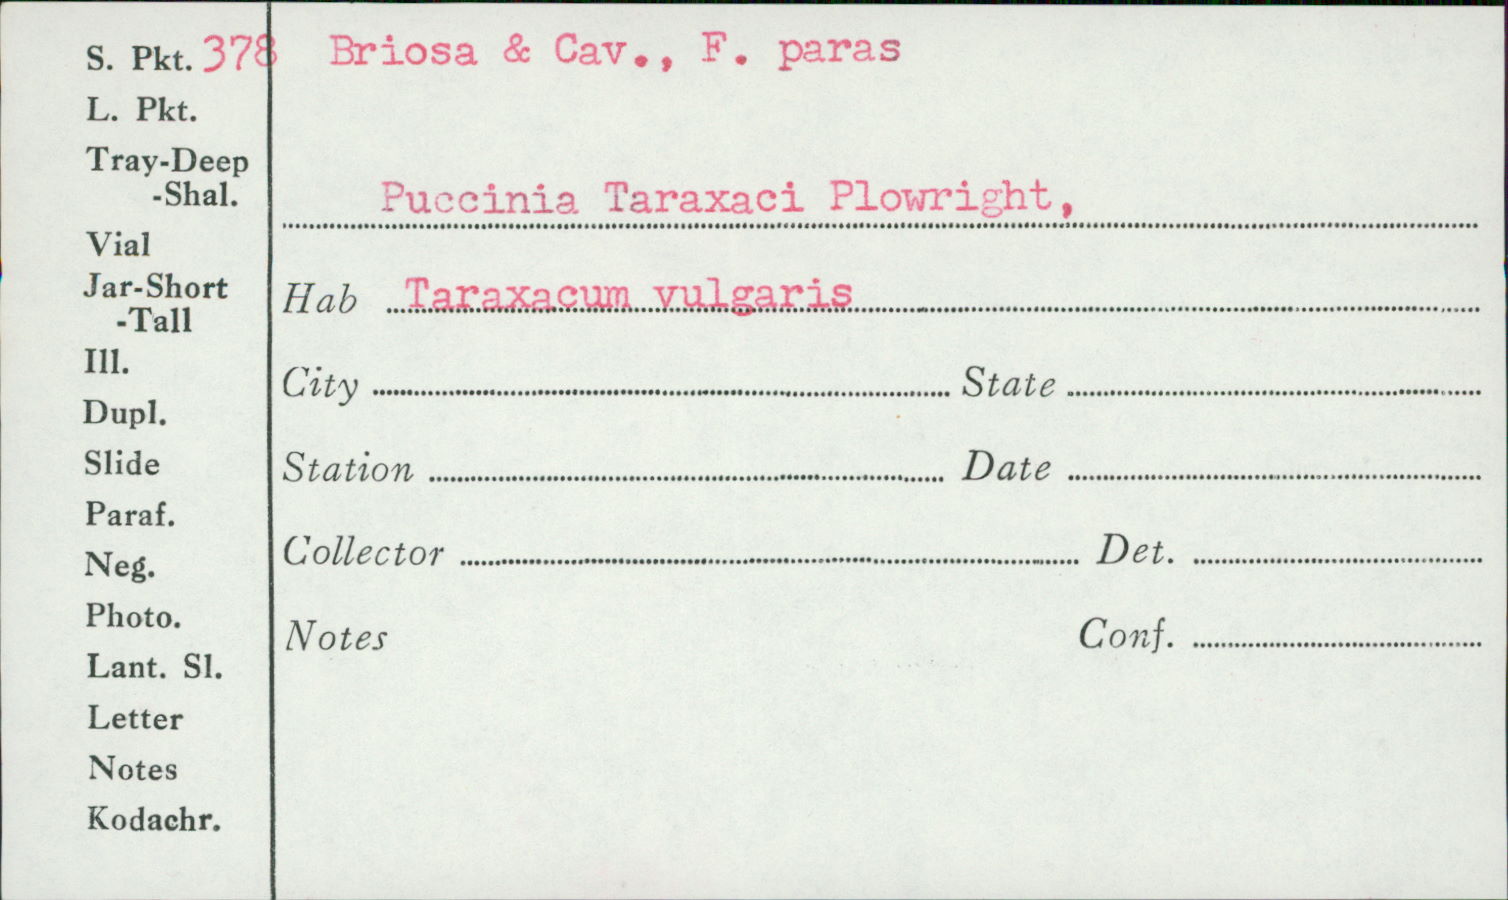 S. Pkt. 378 Briosa & Cav., F. paras
L. Pkt.
Tray-Deep
-Shal.
Puccinia Taraxaci Plowright,
Vial
Jar-Short
-Tall
Hab Taraxacum vulgaris
Ill.
City State
Dupl.
Slide
Station Date
Paraf.
Neg.
Collector Det.
Photo.
Notes Conf.
Lant. Sl.
Letter
Notes
Kodachr.